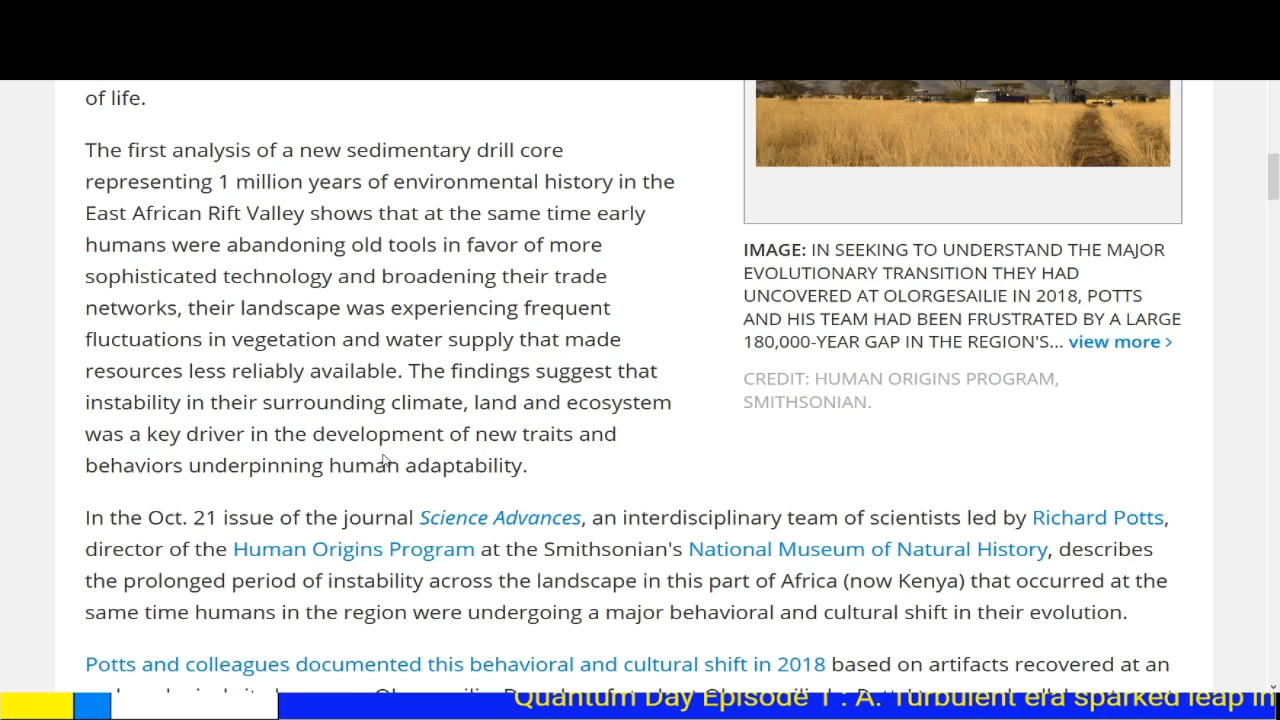 of life.
The first analysis of a new sedimentary drill core
representing 1 million years of environmental history in the
East African Rift Valley shows that at the same time early
humans were abandoning old tools in favor of more
sophisticated technology and broadening their trade
networks, their landscape was experiencing frequent
fluctuations in vegetation and water supply that made
resources less reliably available. The findings suggest that
instability in their surrounding climate, land and ecosystem
was a key driver in the development of new traits and
behaviors underpinning human adaptability.
IMAGE: IN SEEKING TO UNDERSTAND THE MAJOR
EVOLUTIONARY TRANSITION THEY HAD
UNCOVERED AT OLORGESAILIE IN 2018, POTTS
AND HIS TEAM HAD BEEN FRUSTRATED BY A LARGE
180,000-YEAR GAP IN THE REGION'S... view more >
CREDIT: HUMAN ORIGINS PROGRAM,
SMITHSONIAN.
In the Oct. 21 issue of the journal Science Advances, an interdisciplinary team of scientists led by Richard Potts,
director of the Human Origins Program at the Smithsonian's National Museum of Natural History, describes
the prolonged period of instability across the landscape in this part of Africa (now Kenya) that occurred at the
same time humans in the region were undergoing a major behavioral and cultural shift in their evolution.
Potts and colleagues documented this behavioral and cultural shift in 2018 based on artifacts recovered at an
Quantum Day Episode 1 : A. Turbulent era sparked leap in